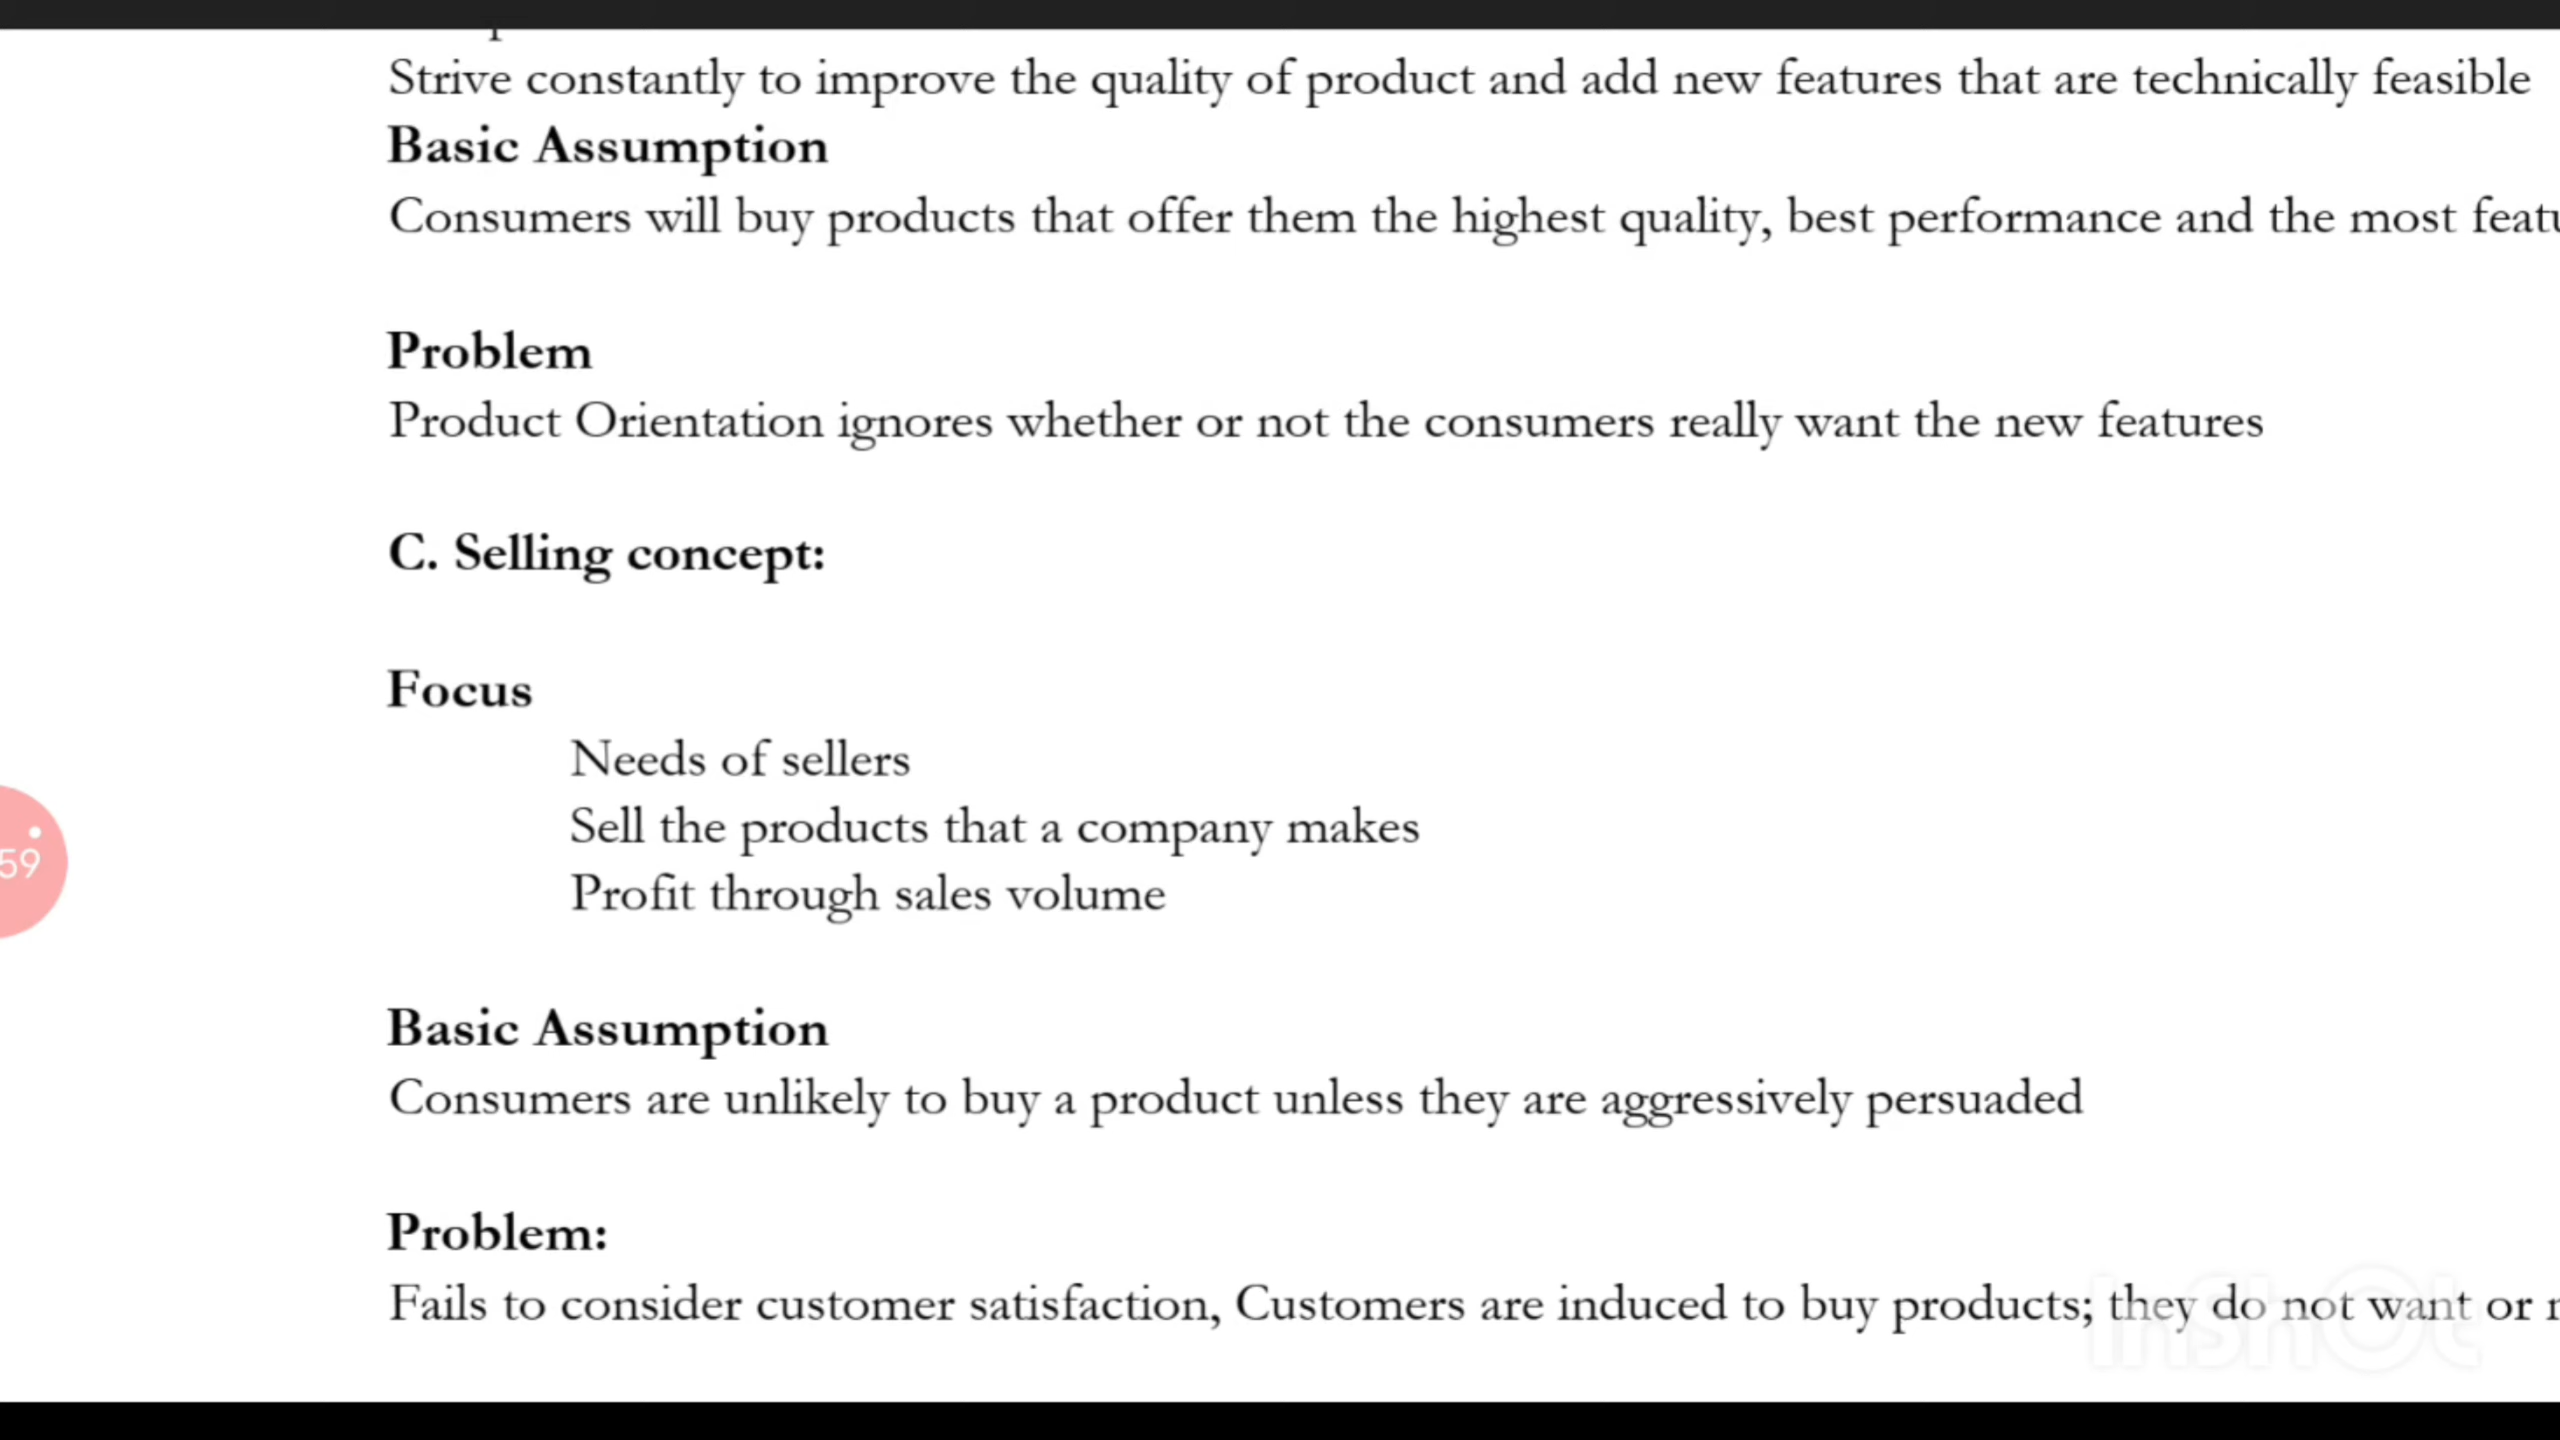 Strive constantly to improve the quality of product and add new features that are technically feasible
Basic Assumption
Consumers will buy products that offer them the highest quality, best performance and the most
Problem
Product Orientation ignores whether or not the consumers really want the new features
C. Selling concept:
Focus
Needs of sellers
Sell the products that a company makes
Profit through sales volume
59
Basic Assumption
Consumers are unlikely to buy a product unless they are aggressively persuaded
Problem:
Fails to consider customer satisfaction, Customers are induced to buy products; they do not want or
InShOt